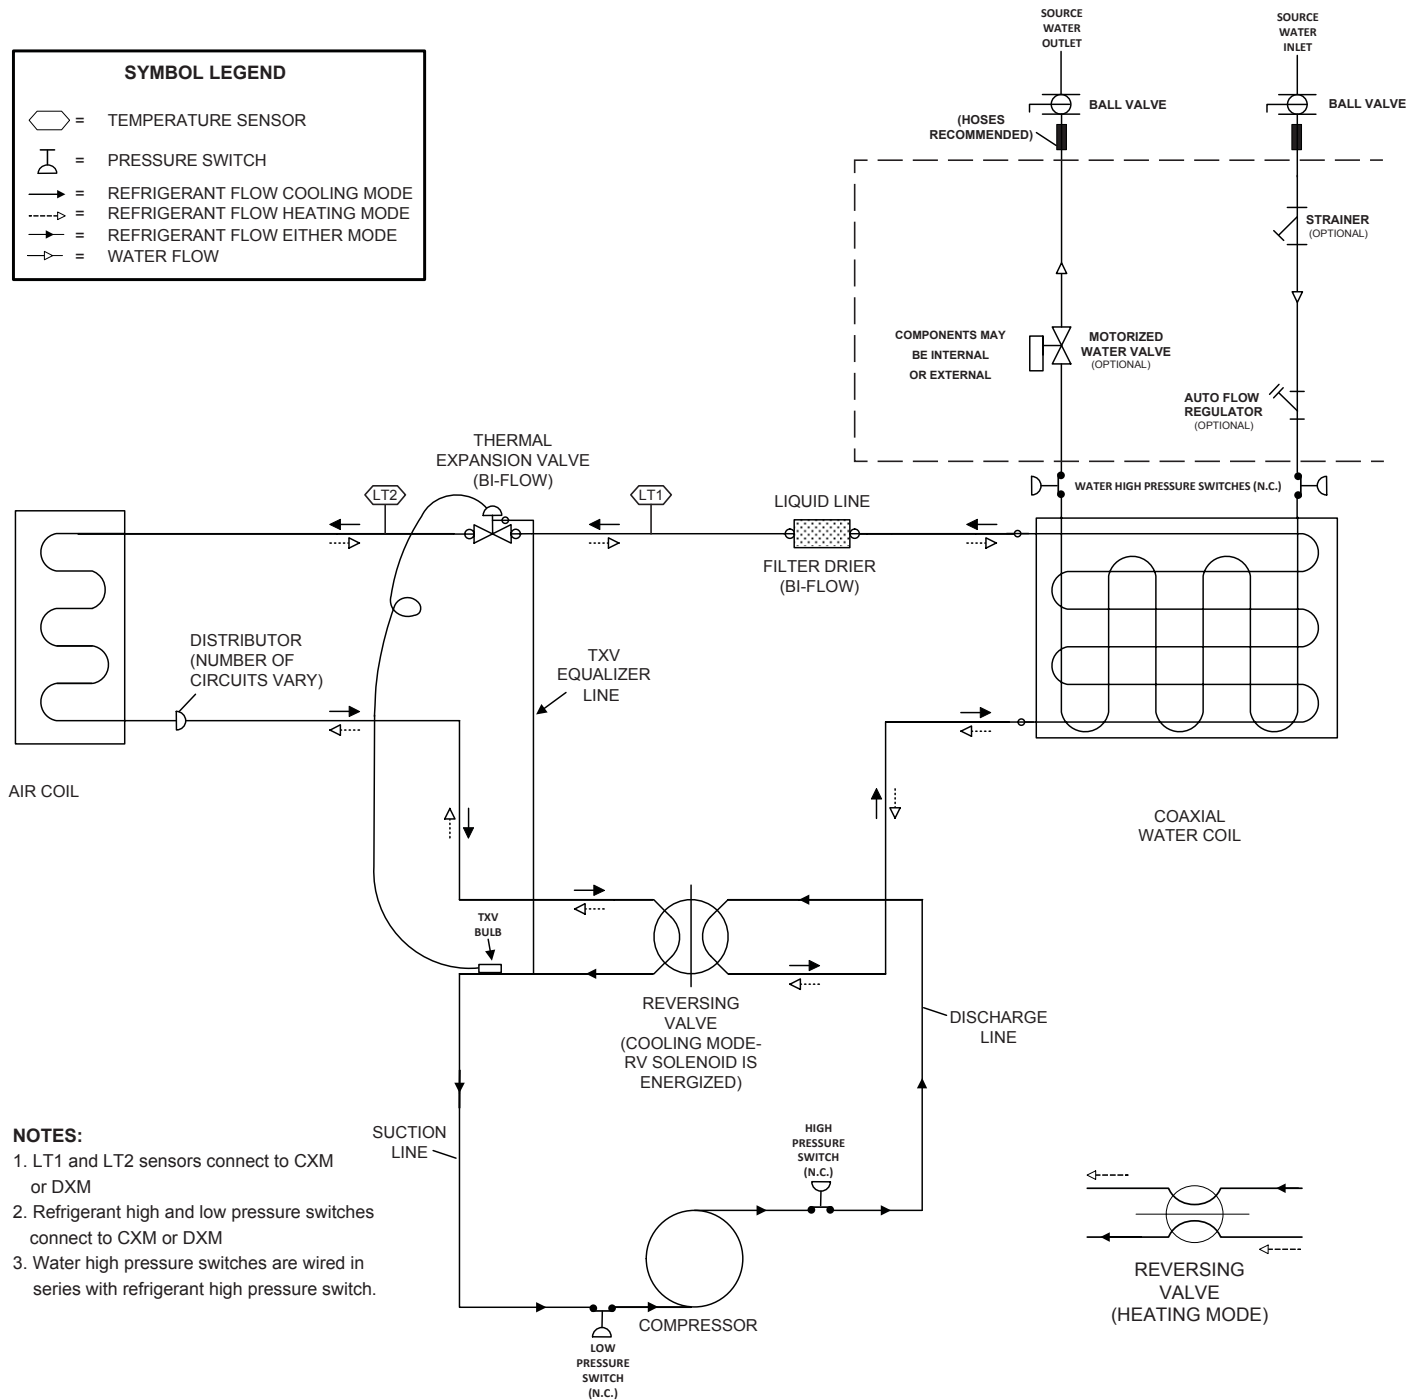 SYMBOL LEGEND
= TEMPERATURE SENSOR
= PRESSURE SWITCH
= REFRIGERANT FLOW COOLING MODE
= REFRIGERANT FLOW HEATING MODE
= REFRIGERANT FLOW EITHER MODE
= WATER FLOW
SOURCE
WATER
OUTLET
SOURCE
WATER
INLET
BALL VALVE
BALL VALVE
(HOSES
RECOMMENDED)
STRAINER
(OPTIONAL)
COMPONENTS MAY
BE INTERNAL
OR EXTERNAL
MOTORIZED
WATER VALVE
(OPTIONAL)
AUTO FLOW
REGULATOR
(OPTIONAL)
WATER HIGH PRESSURE SWITCHES (N.C.)
THERMAL
EXPANSION VALVE
(BI-FLOW)
LT2
LT1
LIQUID LINE
FILTER DRIER
(BI-FLOW)
DISTRIBUTOR
(NUMBER OF
CIRCUITS VARY)
TXV
EQUALIZER
LINE
AIR COIL
COAXIAL
WATER COIL
TXV
BULB
REVERSING
VALVE
(COOLING MODE-
RV SOLENOID IS
ENERGIZED)
DISCHARGE
LINE
SUCTION
LINE
HIGH
PRESSURE
SWITCH
(N.C.)
COMPRESSOR
LOW
PRESSURE
SWITCH
(N.C.)
REVERSING
VALVE
(HEATING MODE)
NOTES:
1. LT1 and LT2 sensors connect to CXM
or DXM
2. Refrigerant high and low pressure switches
connect to CXM or DXM
3. Water high pressure switches are wired in
series with refrigerant high pressure switch.